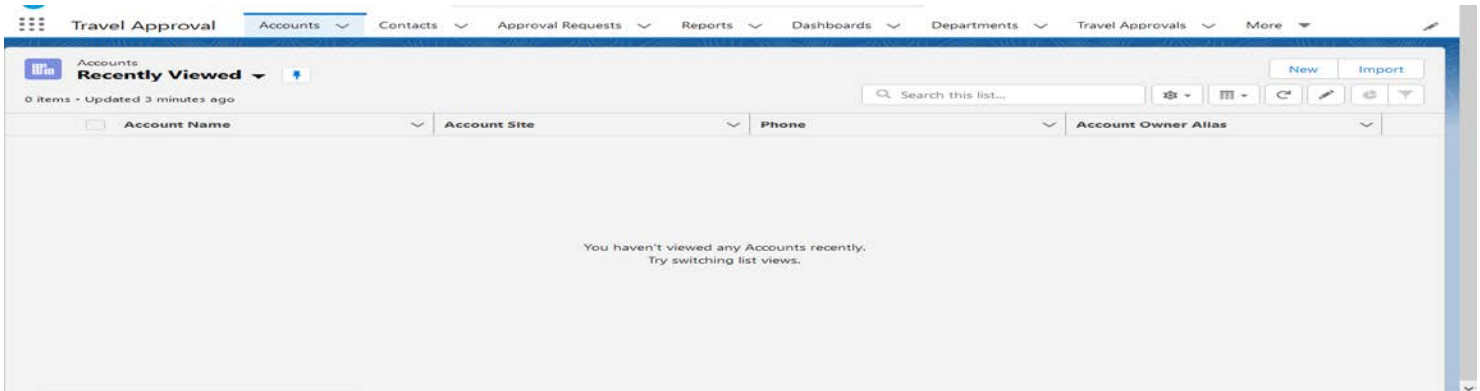 Travel Approval Accounts Contacts Approval Requests Reports Dashboards Departments Travel Approvals More
Accounts
Recently Viewed
New Import
0 items • Updated 3 minutes ago
Search this list...
Account Name Account Site Phone Account Owner Alias
You haven't viewed any Accounts recently.
Try switching list views.